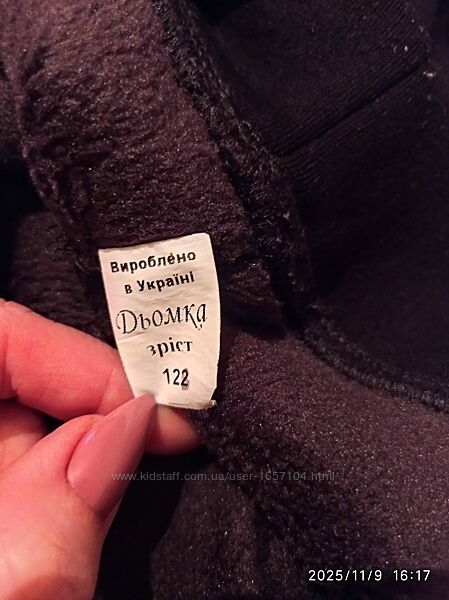 Вироблено
в Україні
Дьомка
зріст
122
www.kidstaff.com.ua/user-1657104.html
2025/11/9 16:17